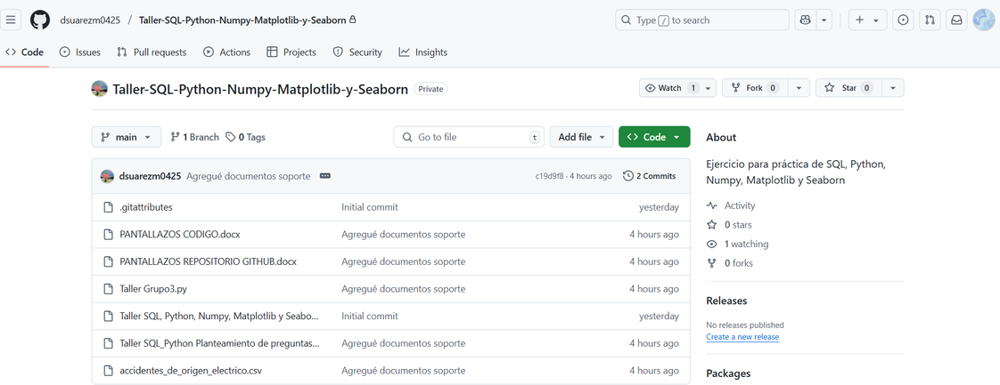 dsuarezm0425 / Taller-SQL-Python-Numpy-Matplotlib-y-Seaborn
Type / to search
Code Issues Pull requests Actions Projects Security Insights
Taller-SQL-Python-Numpy-Matplotlib-y-Seaborn Private
Watch 1 Fork 0 Star 0
main 1 Branch 0 Tags
Go to file t Add file Code
dsuarezm0425 Agregué documentos soporte c19d9f8 · 4 hours ago 2 Commits
.gitattributes Initial commit yesterday
PANTALLAZOS CODIGO.docx Agregué documentos soporte 4 hours ago
PANTALLAZOS REPOSITORIO GITHUB.docx Agregué documentos soporte 4 hours ago
Taller Grupo3.py Agregué documentos soporte 4 hours ago
Taller SQL, Python, Numpy, Matplotlib y Seabo... Initial commit yesterday
Taller SQL_Python Planteamiento de preguntas... Agregué documentos soporte 4 hours ago
accidentes_de_origen_electrico.csv Agregué documentos soporte 4 hours ago
About
Ejercicio para práctica de SQL, Python,
Numpy, Matplotlib y Seaborn
Activity
0 stars
1 watching
0 forks
Releases
No releases published
Create a new release
Packages